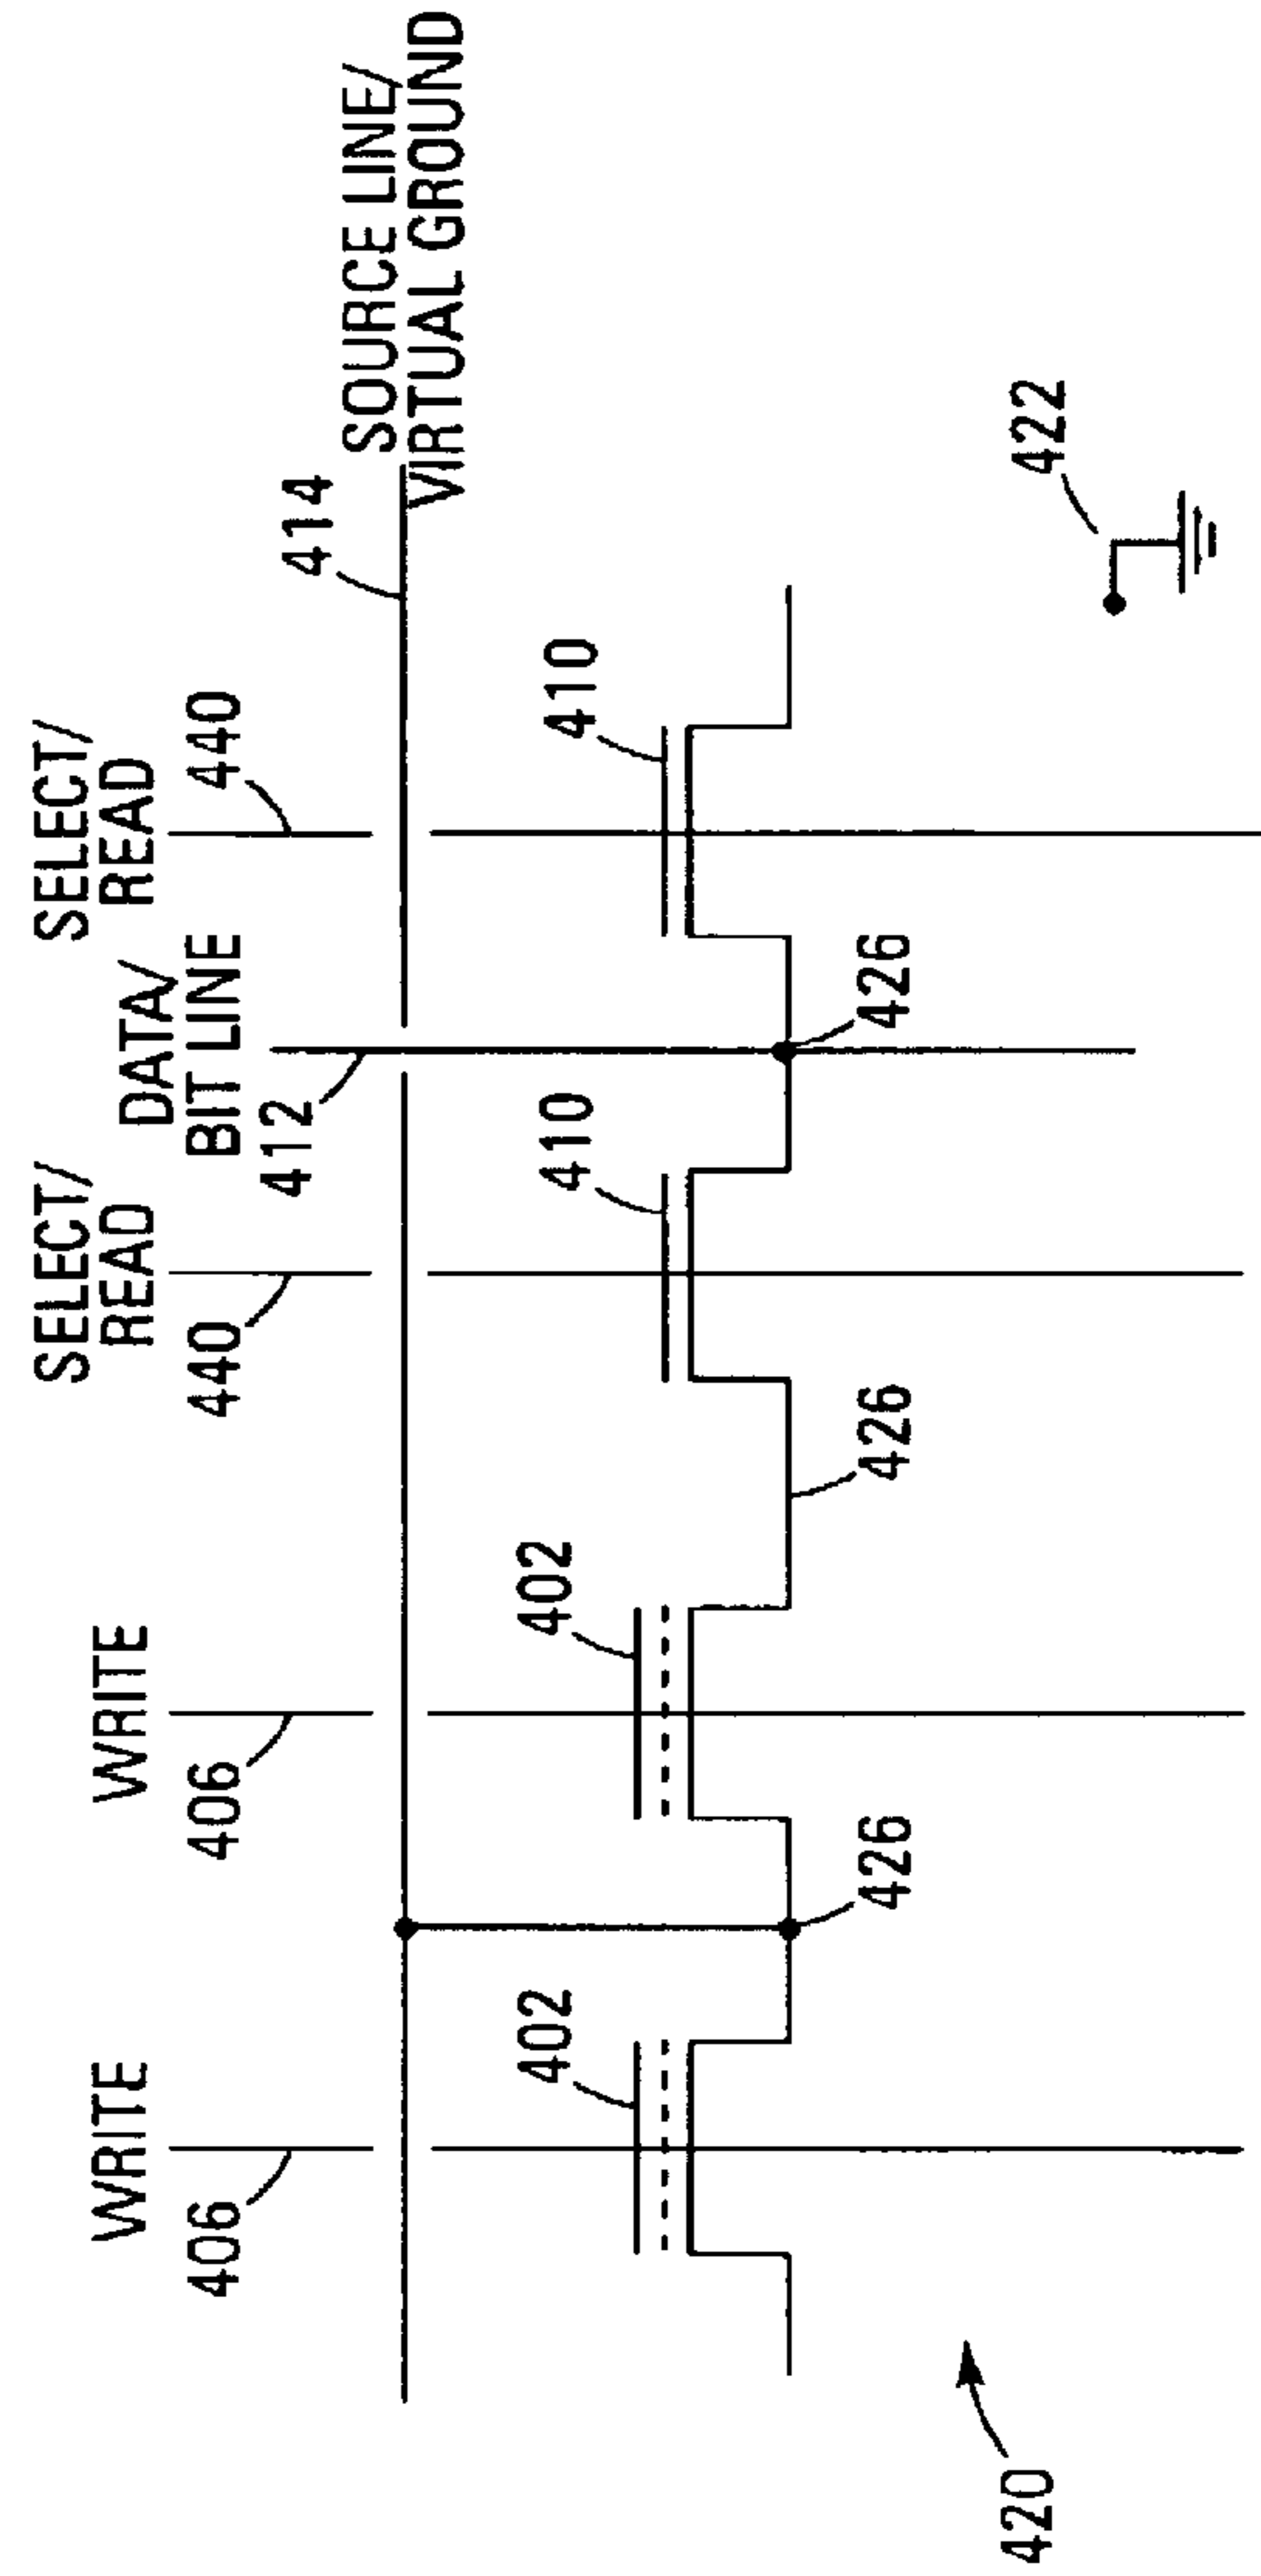 WRITE
406
WRITE
406
SELECT/
READ
440
DATA/
BIT LINE
412
SELECT/
READ
440
414
SOURCE LINE/
VIRTUAL GROUND
402
402
410
410
426
426
426
420
422